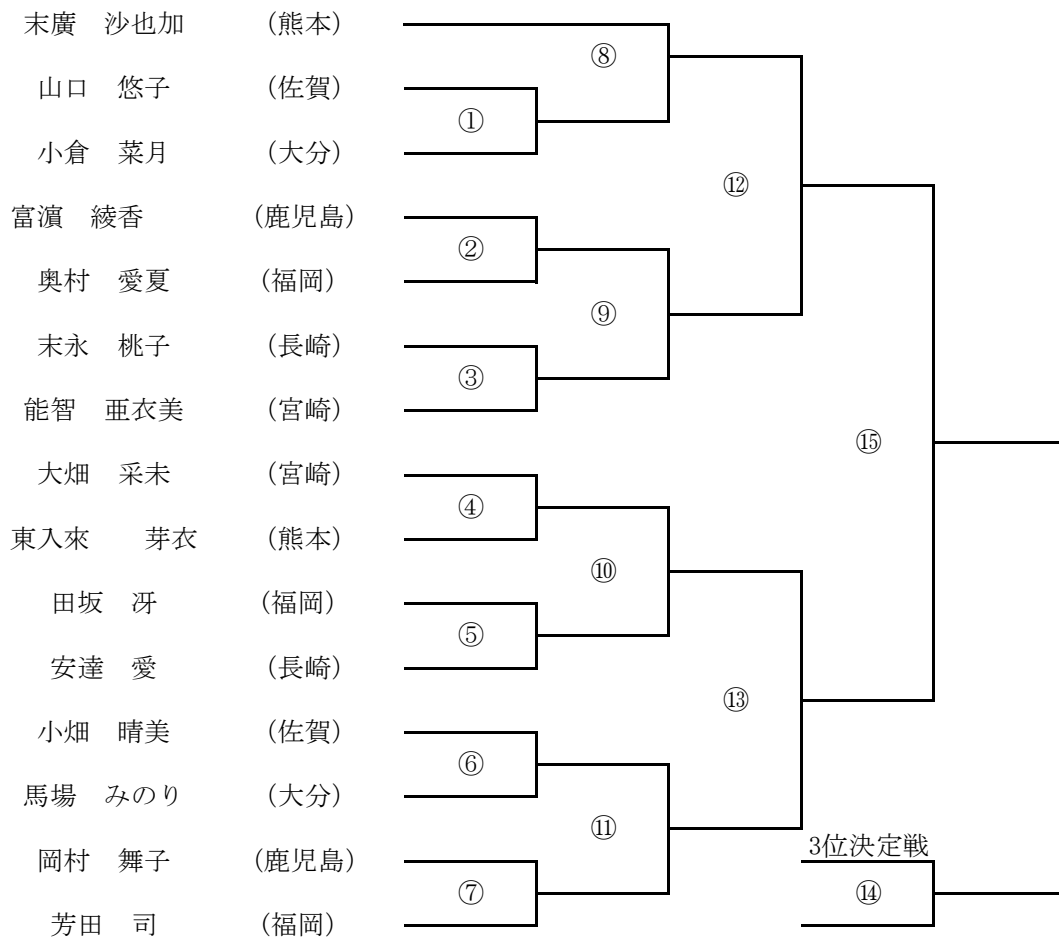 末廣 沙也加 (熊本)
⑧
山口 悠子 (佐賀)
①
小倉 菜月 (大分)
⑫
富濵 綾香 (鹿児島)
②
奥村 愛夏 (福岡)
⑨
末永 桃子 (長崎)
③
能智 亜衣美 (宮崎)
⑮
大畑 采未 (宮崎)
④
東入來 芽衣 (熊本)
⑩
田坂 冴 (福岡)
⑤
安達 愛 (長崎)
⑬
小畑 晴美 (佐賀)
⑥
馬場 みのり (大分)
⑪
3位決定戦
岡村 舞子 (鹿児島)
⑦ ⑭
芳田 司 (福岡)